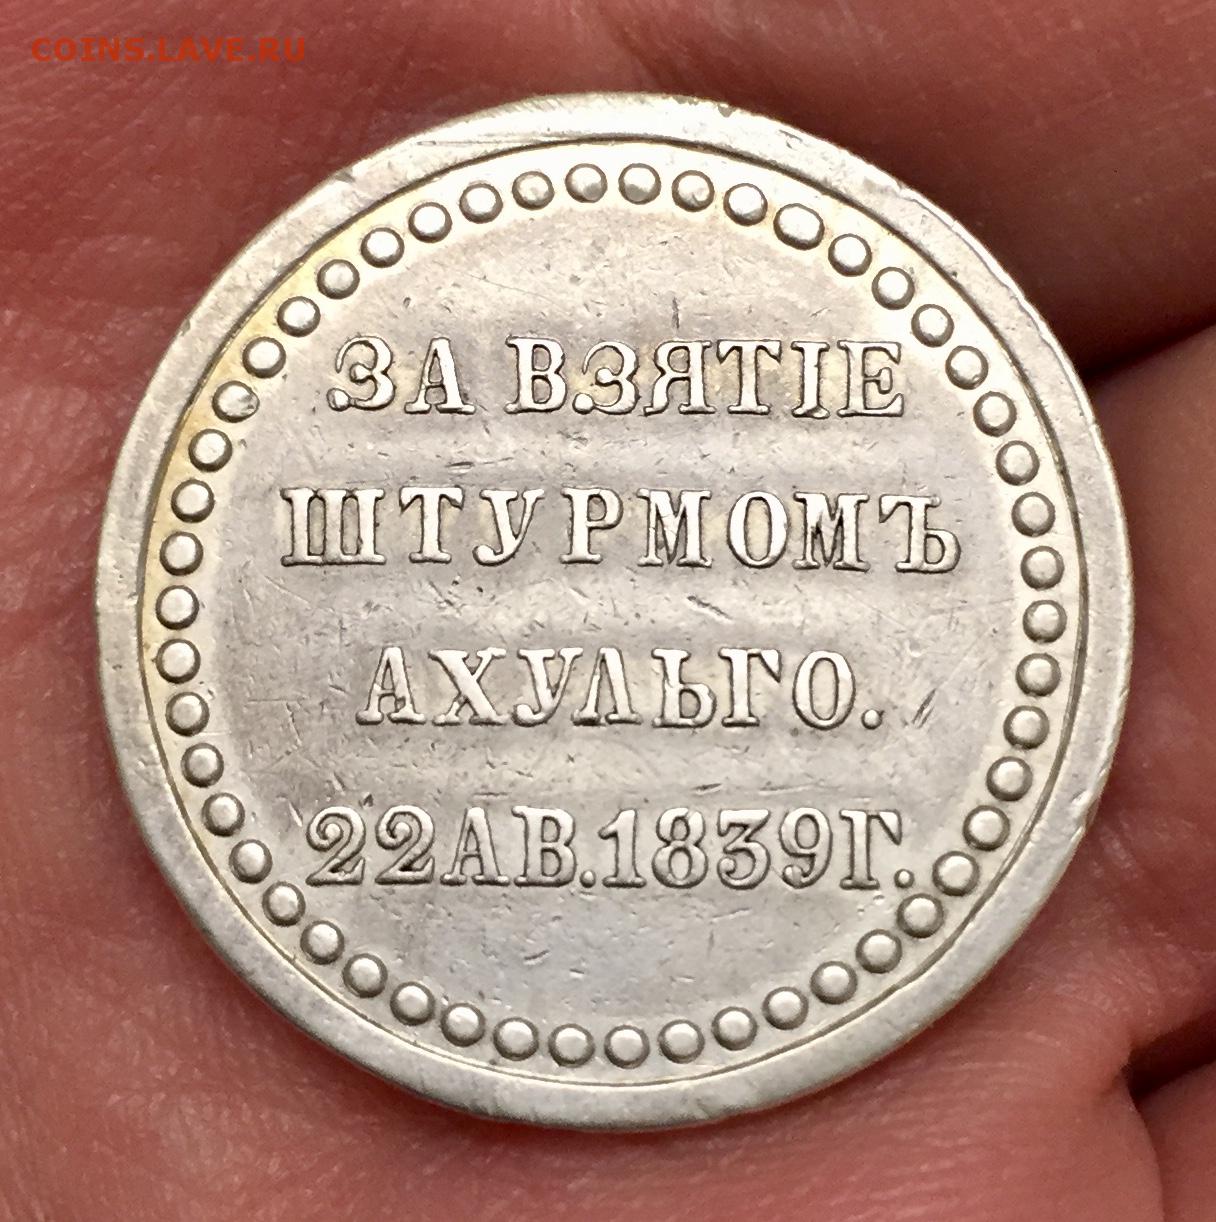 COINS.LAVE.RU
ЗА ВЗЯТІЕ
ШТУРМОМЪ
АХУЛЬГО.
22АВ.1839Г.